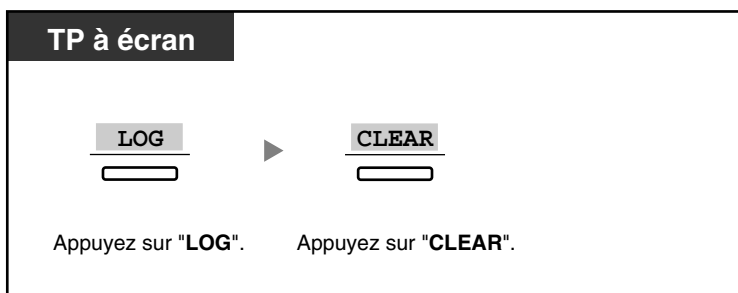 TP à écran
LOG CLEAR
Appuyez sur "LOG". Appuyez sur "CLEAR".